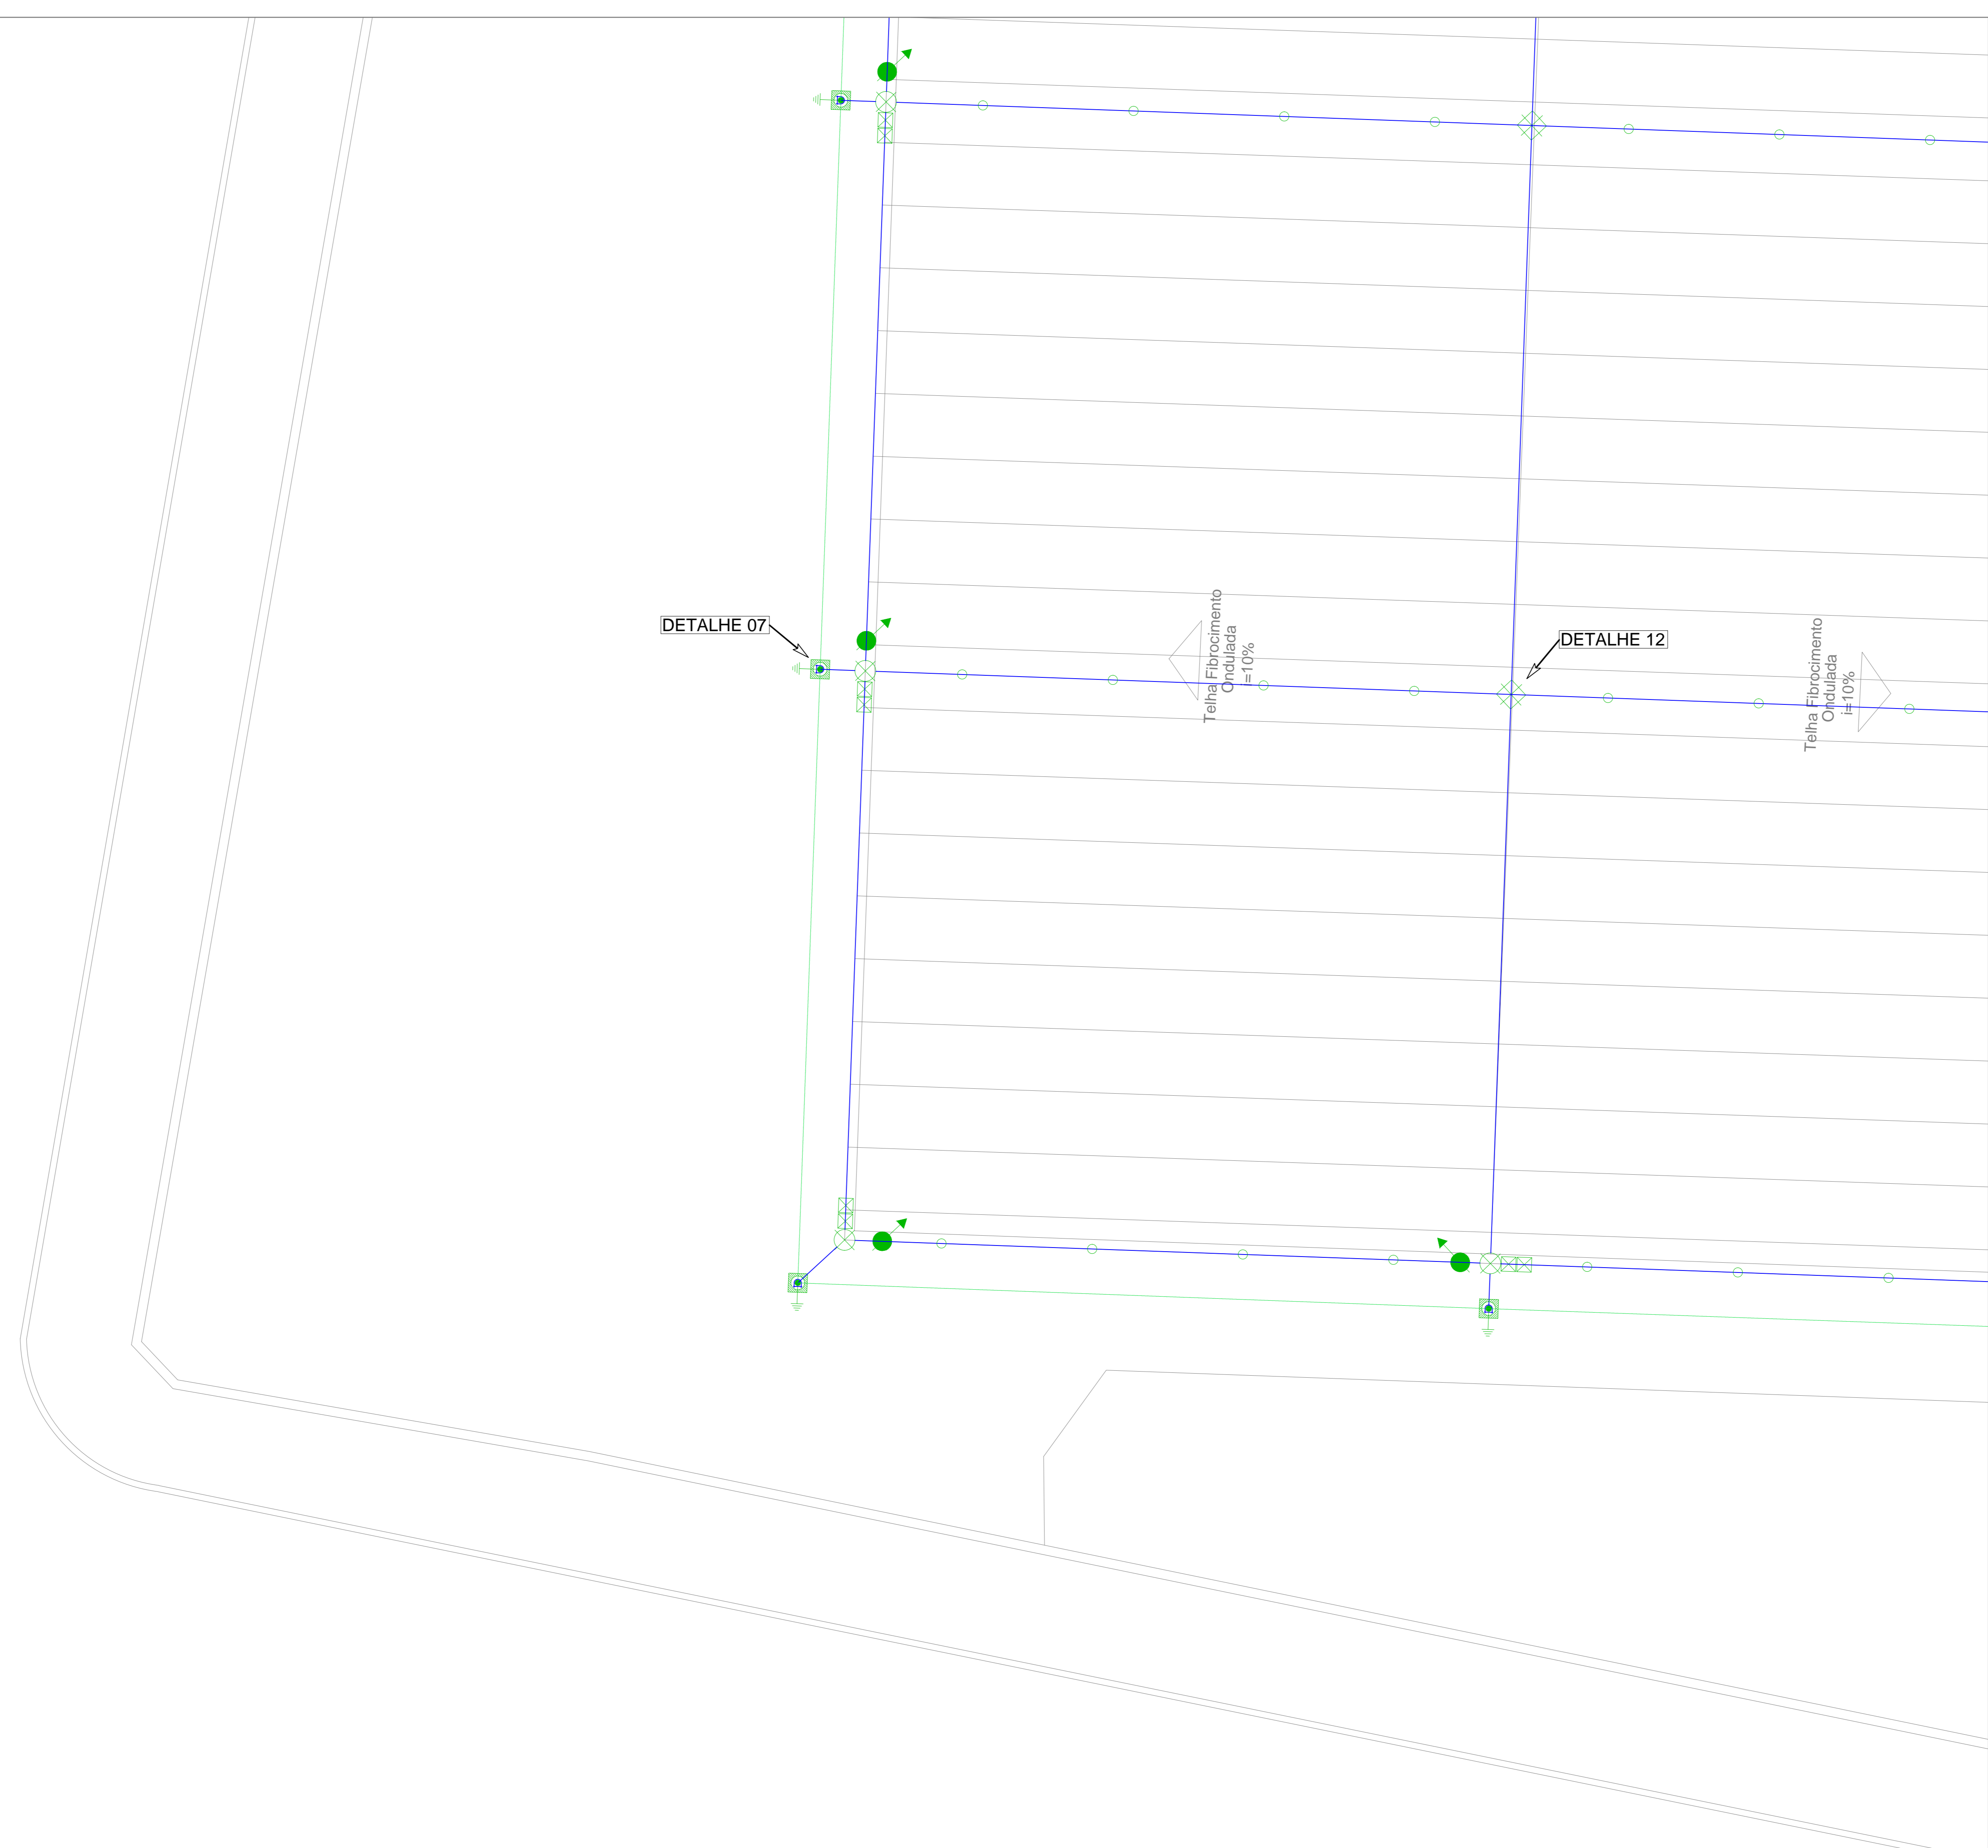 DETALHE 07
Telha Fibrocimento
Ondulada
i=10%
DETALHE 12
Telha Fibrocimento
Ondulada
i=10%